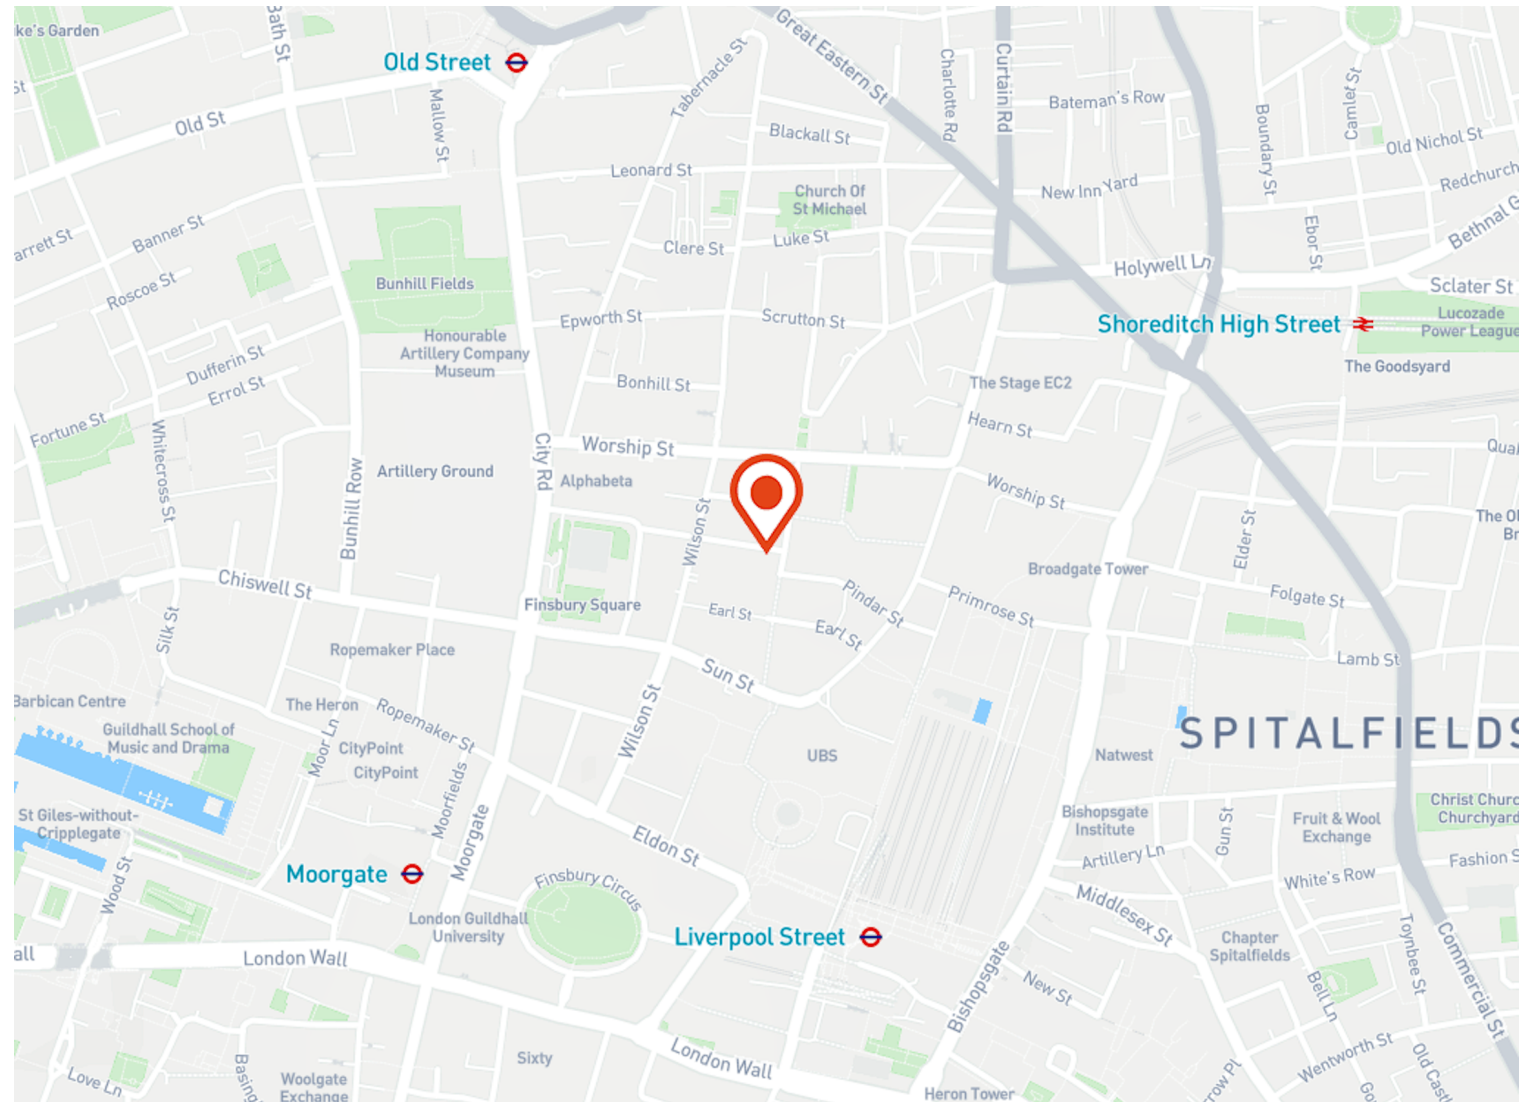 ke's Garden
Bath St
Old Street
Great Eastern St
Tabernacle St
Charlotte Rd
Curtain Rd
Bateman's Row
Camlet St
St
Old St
Mallow St
Blackall St
Boundary St
Old Nichol St
Leonard St
Church Of
St Michael
New Inn Yard
Redchurch
Banner St
arrett St
Clere St
Luke St
Ebor St
Bethnal G
Roscoe St
Bunhill Fields
Holywell Ln
Sclater St
Epworth St
Scrutton St
Shoreditch High Street
Lucozade
Power League
Honourable
Artillery Company
Museum
Dufferin St
The Goodsyard
Errol St
Bonhill St
The Stage EC2
Fortune St
Whitecross St
Hearn St
Worship St
City Rd
Quak
Bunhill Row
Artillery Ground
Alphabeta
Worship St
Wilson St
Elder St
The Ol
Br
Chiswell St
Finsbury Square
Broadgate Tower
Folgate St
Silk St
Earl St
Earl St
Pindar St
Primrose St
Ropemaker Place
Lamb St
Sun St
Barbican Centre
The Heron
Ropemaker St
Wilson St
Guildhall School of
Music and Drama
Moor Ln
CityPoint
CityPoint
UBS
Natwest
SPITALFIELDS
St Giles-without-
Cripplegate
Moorfields
Moorgate
Eldon St
Bishopsgate
Institute
Gun St
Fruit & Wool
Exchange
Christ Churc
Churchyard
Artillery Ln
Fashion S
Moorgate
Wood St
Finsbury Circus
White's Row
London Guildhall
University
Liverpool Street
Middlesex St
Chapter
Spitalfields
Toynbee St
Commercial St
all
London Wall
Bishopsgate
New St
Bell Ln
Sixty
London Wall
Wentworth St
Old Castl
Love Ln
Basing
Woolgate
Exchange
Heron Tower
rrow Pl
Go